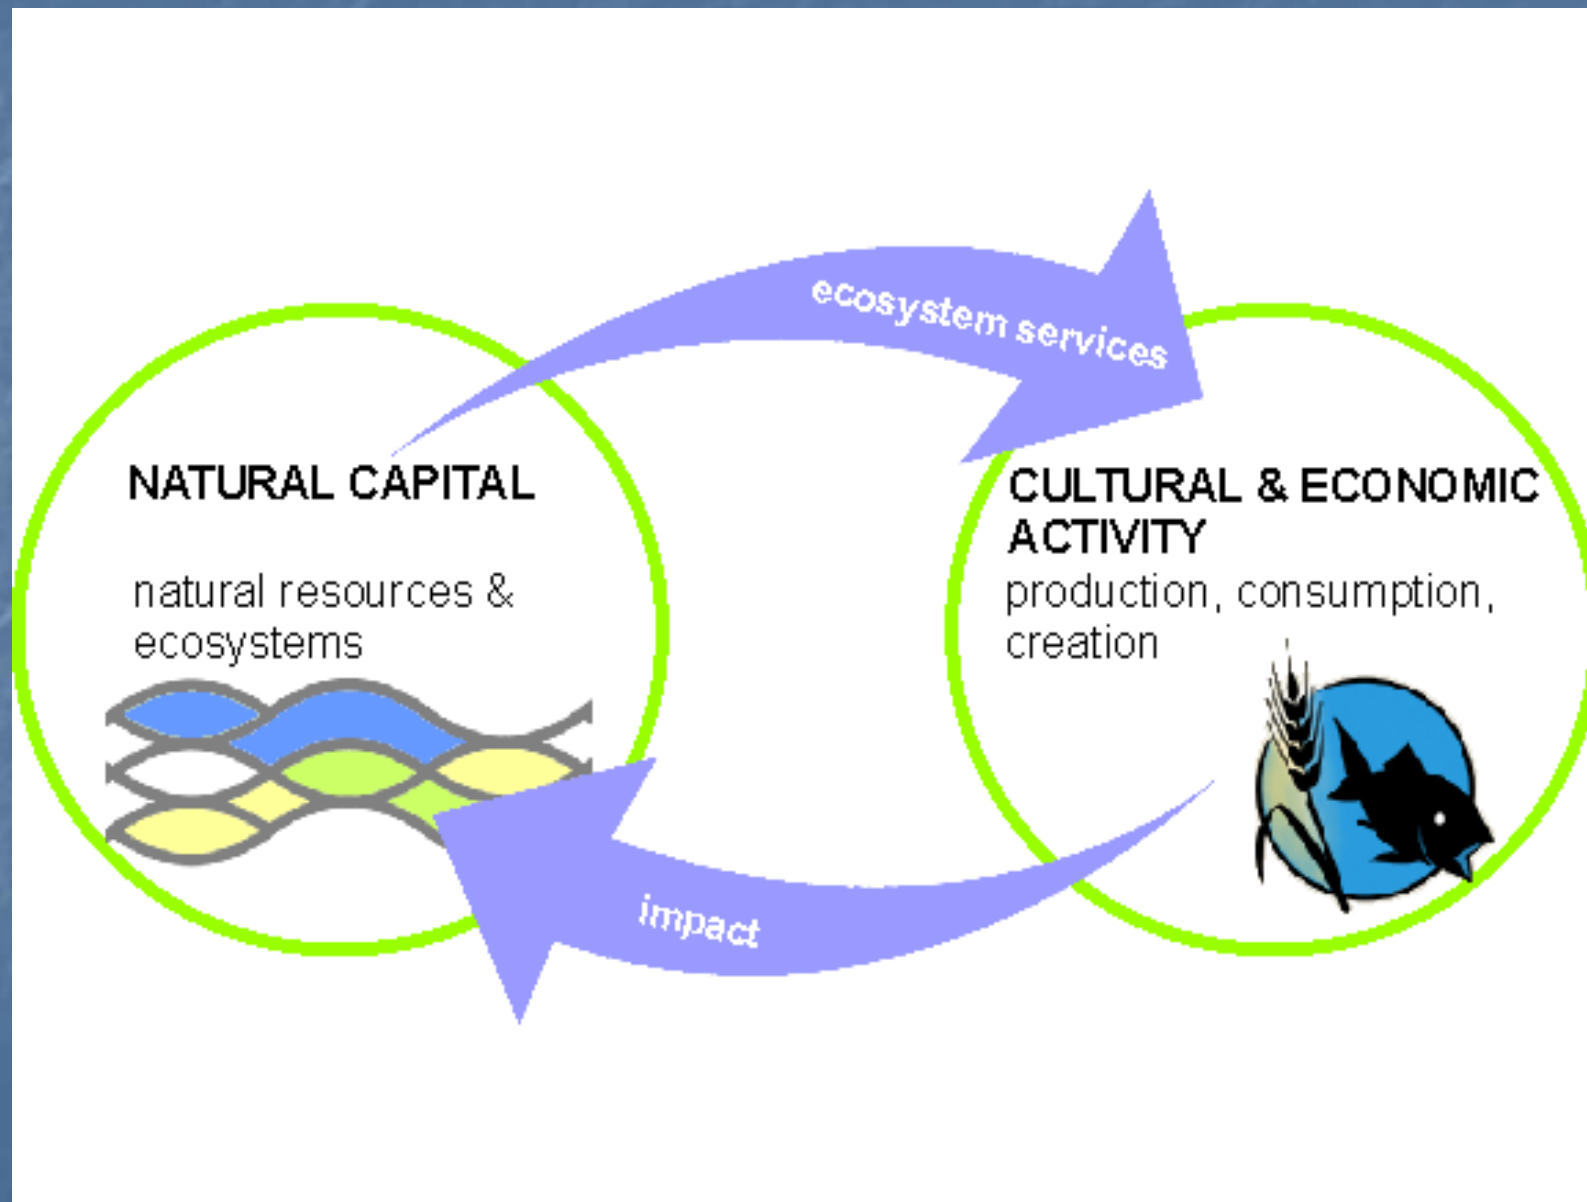 ecosystem services
NATURAL CAPITAL
natural resources &
ecosystems
CULTURAL & ECONOMIC
ACTIVITY
production, consumption,
creation
impact